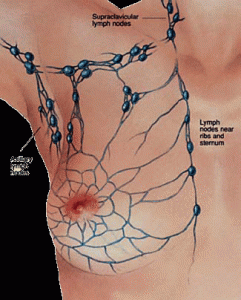 Supraclavicular
lymph nodes
Lymph
nodes near
ribs and
sternum